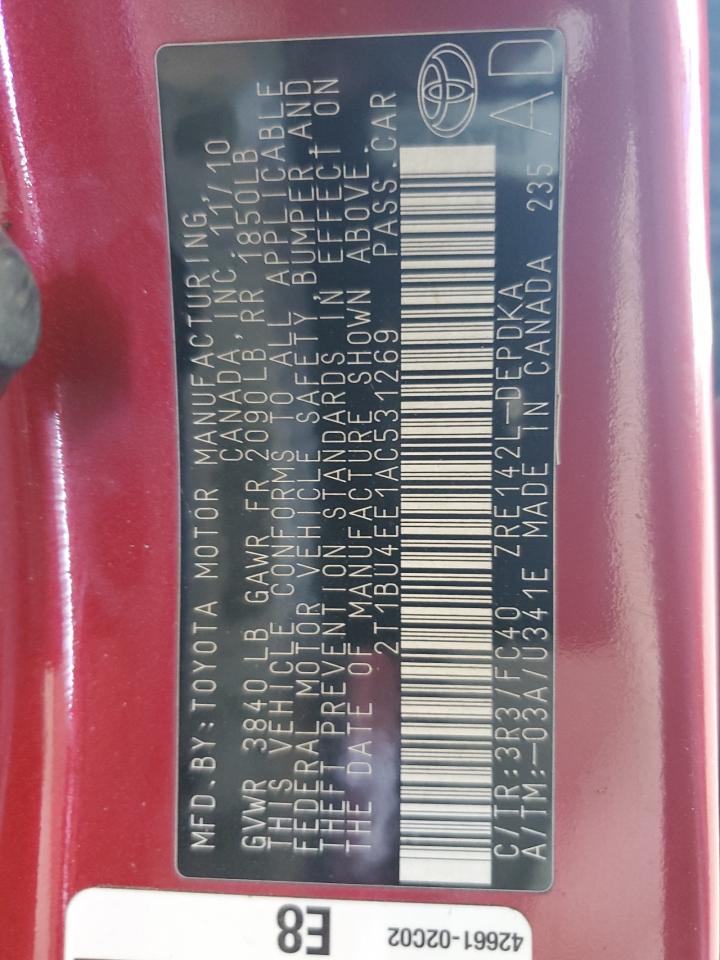 MFD.BY:TOYOTA MOTOR MANUFACTURING,
CANADA, INC. 11/10
GVWR 3840 LB GAWR FR 2090LB, RR 1850LB
THIS VEHICLE CONFORMS TO ALL APPLICABLE
FEDERAL MOTOR VEHICLE SAFETY, BUMPER, AND
THEFT PREVENTION STANDARDS IN EFFECT ON
THE DATE OF MANUFACTURE SHOWN ABOVE.
2T1BU4EE1AC531269 PASS.CAR
C/TR:3R3/FC40 ZRE142L-DEPDKA
A/TM:-03A/U341E MADE IN CANADA 235
AD
E8
42661-02C02